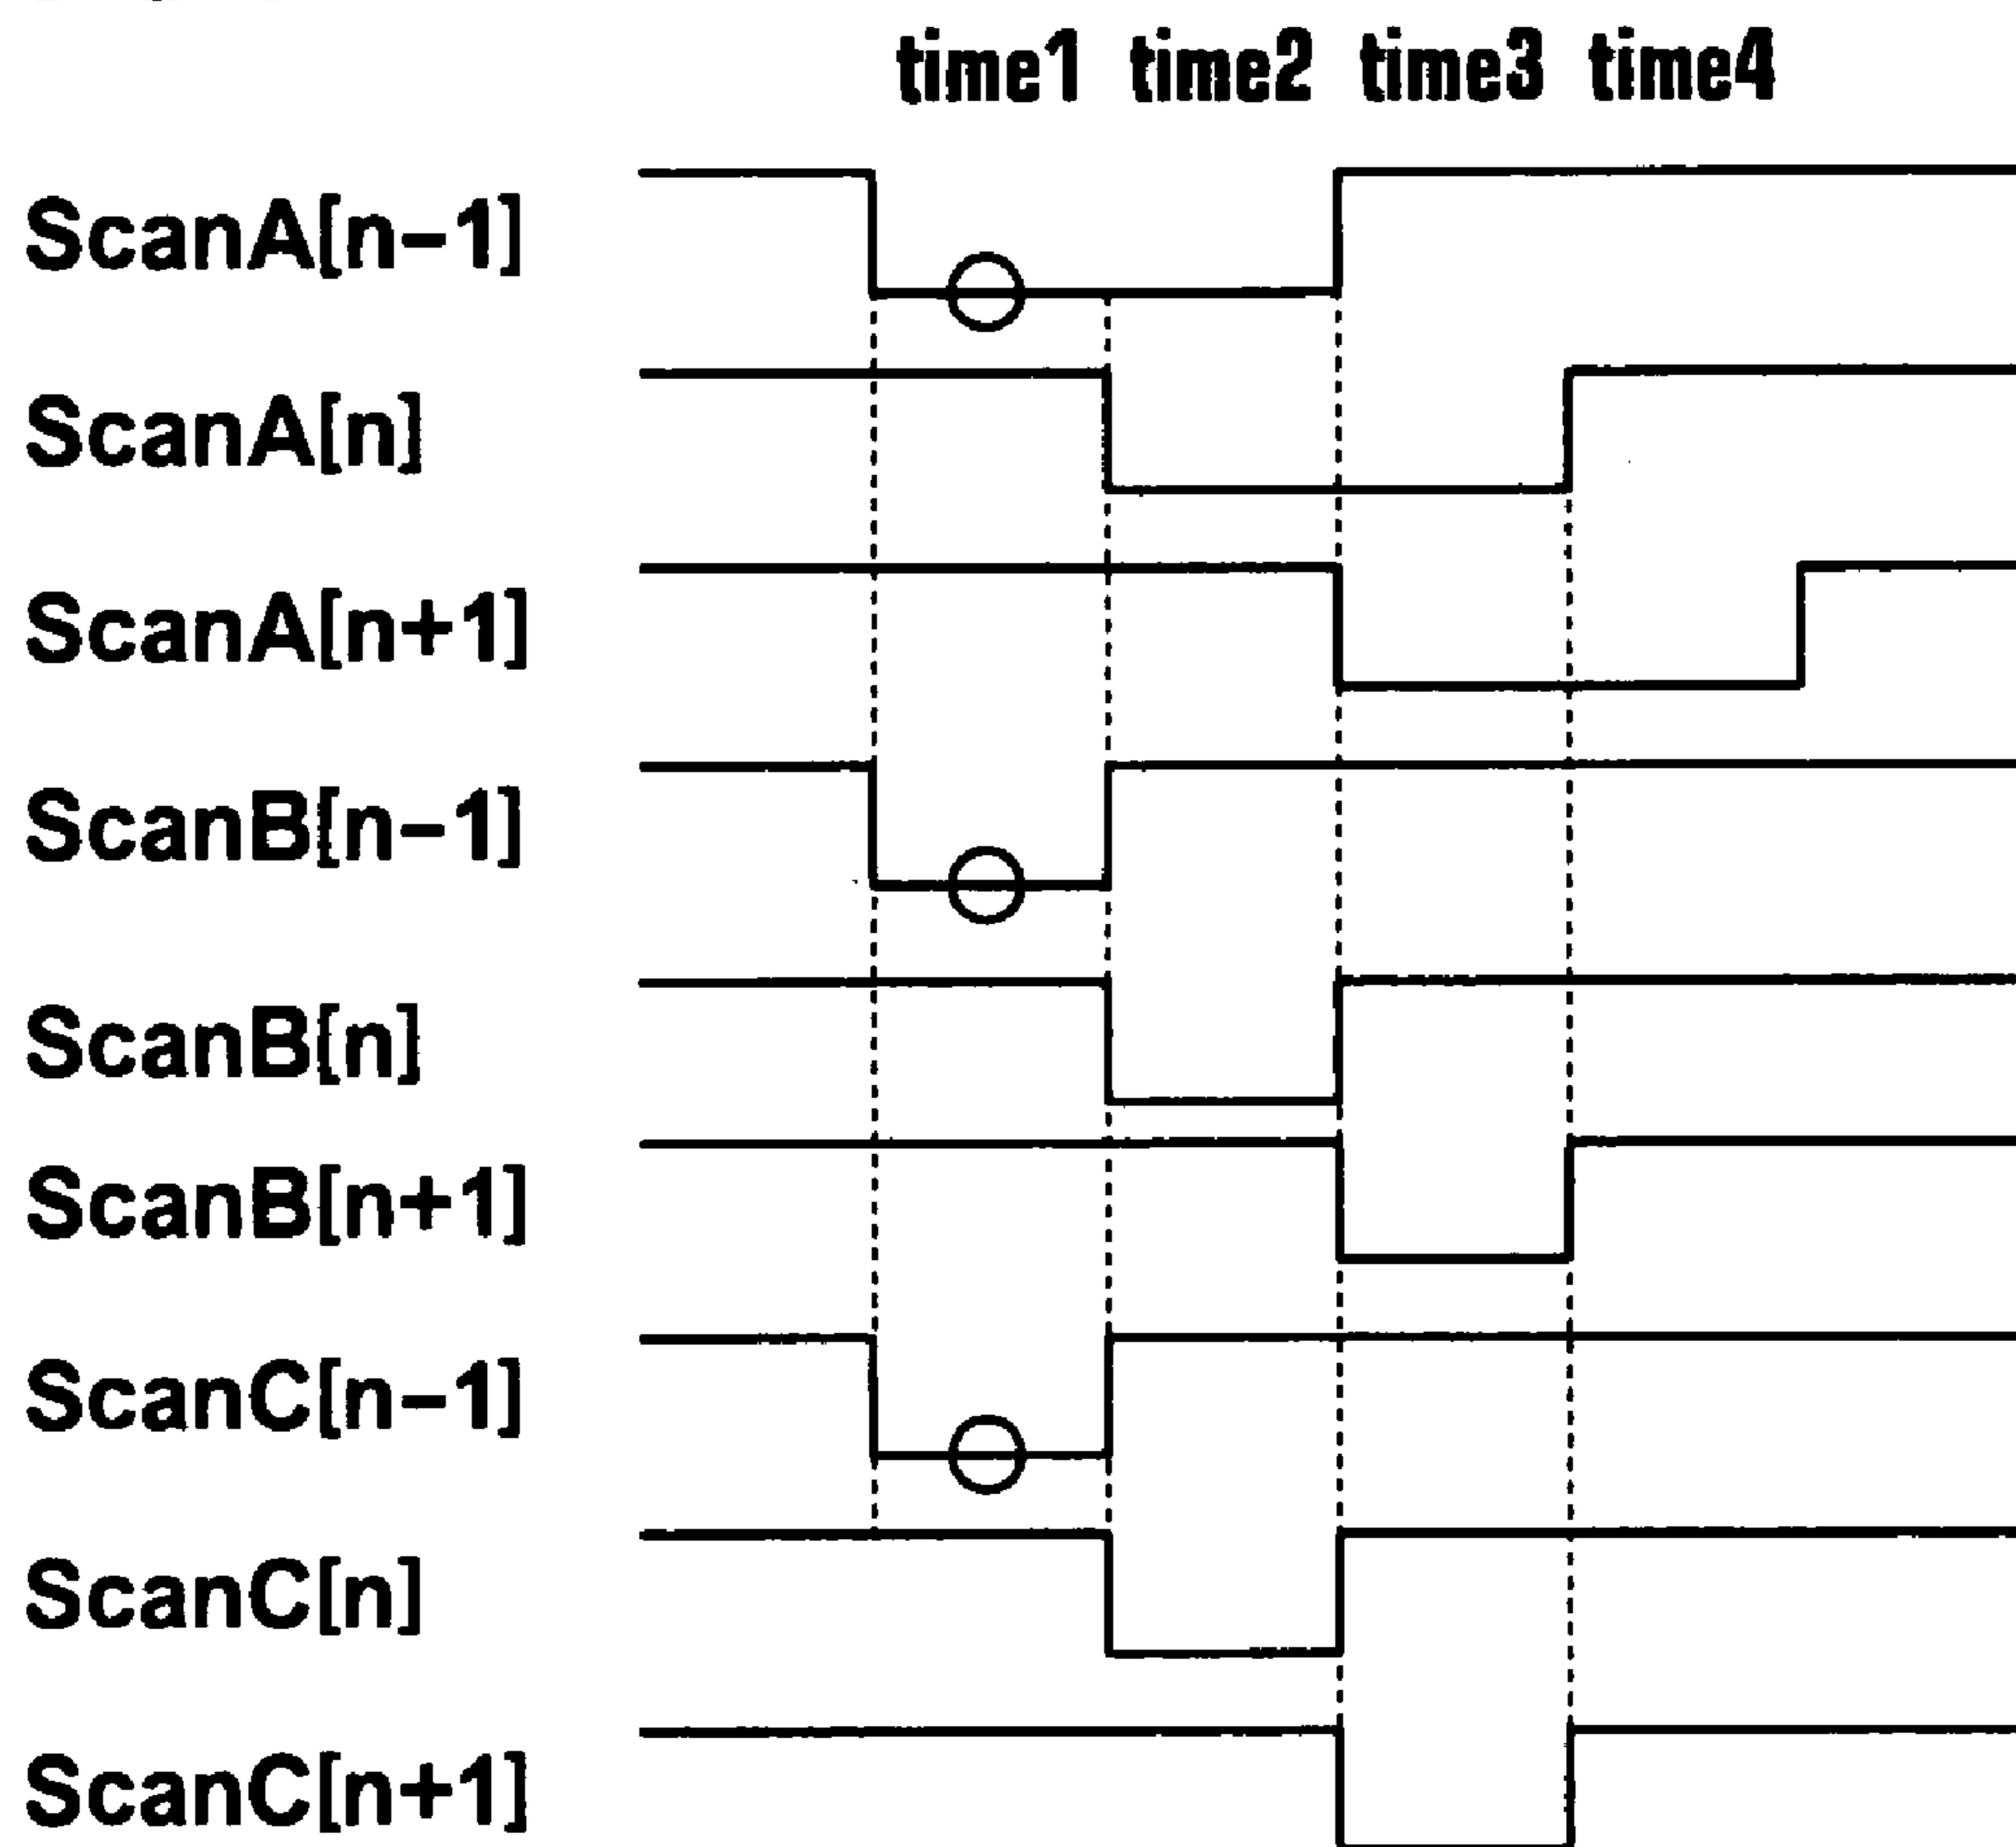 time1 time2 time3 time4
ScanA[n-1]
ScanA[n]
ScanA[n+1]
ScanB[n-1]
ScanB[n]
ScanB[n+1]
ScanC[n-1]
ScanC[n]
ScanC[n+1]